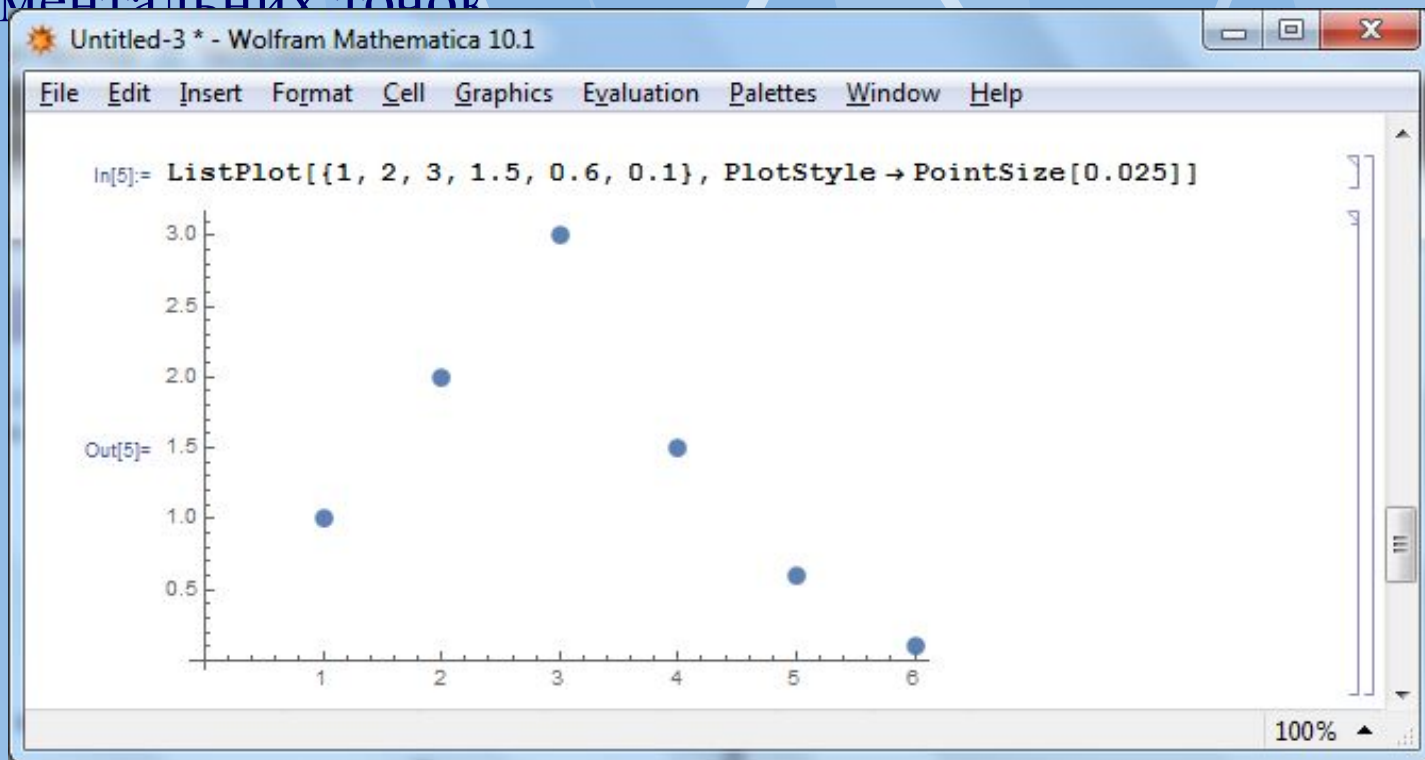 ментальних точок
Untitled-3 * - Wolfram Mathematica 10.1
File Edit Insert Format Cell Graphics Evaluation Palettes Window Help
In[5]:= ListPlot[{1, 2, 3, 1.5, 0.6, 0.1}, PlotStyle → PointSize[0.025]]
3.0
2.5
2.0
Out[5]= 1.5
1.0
0.5
1 2 3 4 5 6
100%